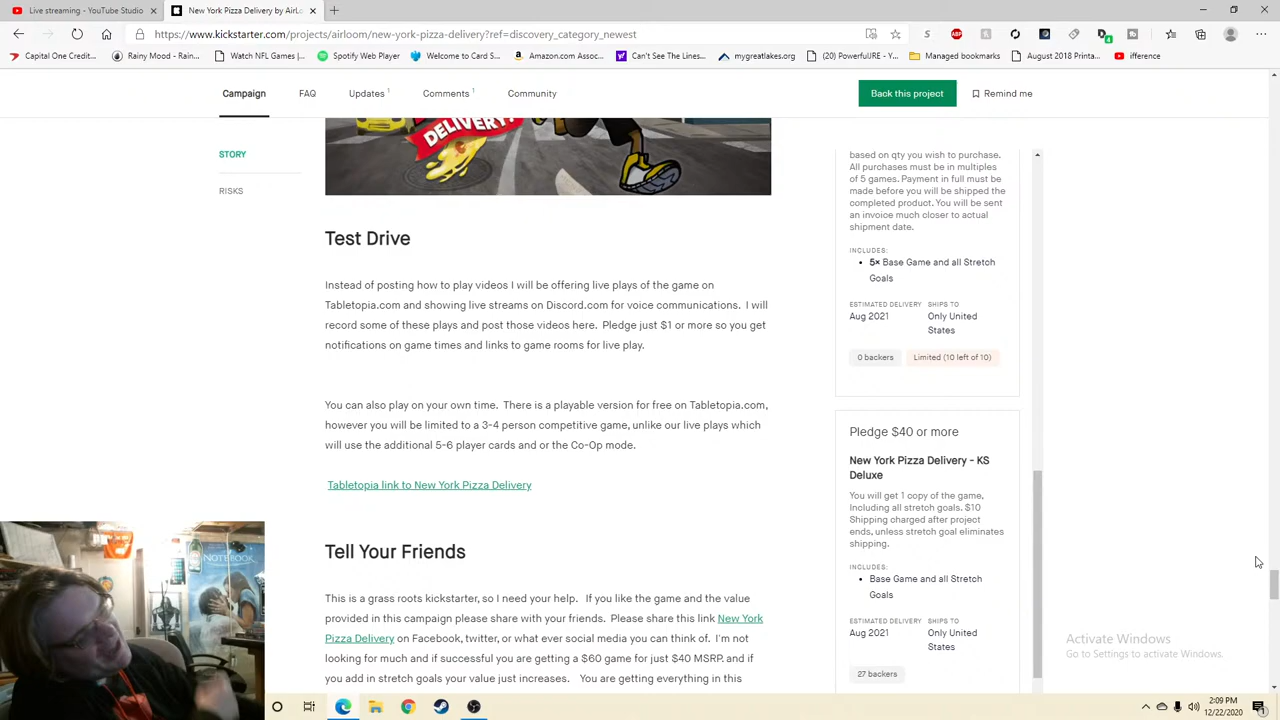 Live streaming - YouTube Studio
New York Pizza Delivery by AirLo
https://www.kickstarter.com/projects/airloom/new-york-pizza-delivery?ref=discovery_category_newest
Capital One Credit... Rainy Mood • Rain... Watch NFL Games |... Spotify Web Player Welcome to Card S... Amazon.com Assoc... Can't See The Lines... mygreatlakes.org (20) PowerfulJRE - Y... Managed bookmarks August 2018 Printa... ifference
Campaign FAQ Updates 1 Comments 1 Community Back this project Remind me
STORY
RISKS
DELIVERY!
Test Drive
Instead of posting how to play videos I will be offering live plays of the game on
Tabletopia.com and showing live streams on Discord.com for voice communications. I will
record some of these plays and post those videos here. Pledge just $1 or more so you get
notifications on game times and links to game rooms for live play.
You can also play on your own time. There is a playable version for free on Tabletopia.com,
however you will be limited to a 3-4 person competitive game, unlike our live plays which
will use the additional 5-6 player cards and or the Co-Op mode.
Tabletopia link to New York Pizza Delivery
Tell Your Friends
This is a grass roots kickstarter, so I need your help. If you like the game and the value
provided in this campaign please share with your friends. Please share this link New York
Pizza Delivery on Facebook, twitter, or what ever social media you can think of. I'm not
looking for much and if successful you are getting a $60 game for just $40 MSRP. and if
you add in stretch goals your value just increases. You are getting everything in this
based on qty you wish to purchase.
All purchases must be in multiples
of 5 games. Payment in full must be
made before you will be shipped the
completed product. You will be sent
an invoice much closer to actual
shipment date.
INCLUDES:
• 5× Base Game and all Stretch
Goals
ESTIMATED DELIVERY SHIPS TO
Aug 2021 Only United
States
0 backers Limited (10 left of 10)
Pledge $40 or more
New York Pizza Delivery - KS
Deluxe
You will get 1 copy of the game,
Including all stretch goals. $10
Shipping charged after project
ends, unless stretch goal eliminates
shipping.
INCLUDES:
• Base Game and all Stretch
Goals
ESTIMATED DELIVERY SHIPS TO
Aug 2021 Only United
States
27 backers
NOTEBOOK
Activate Windows
Go to Settings to activate Windows.
2:09 PM
12/22/2020